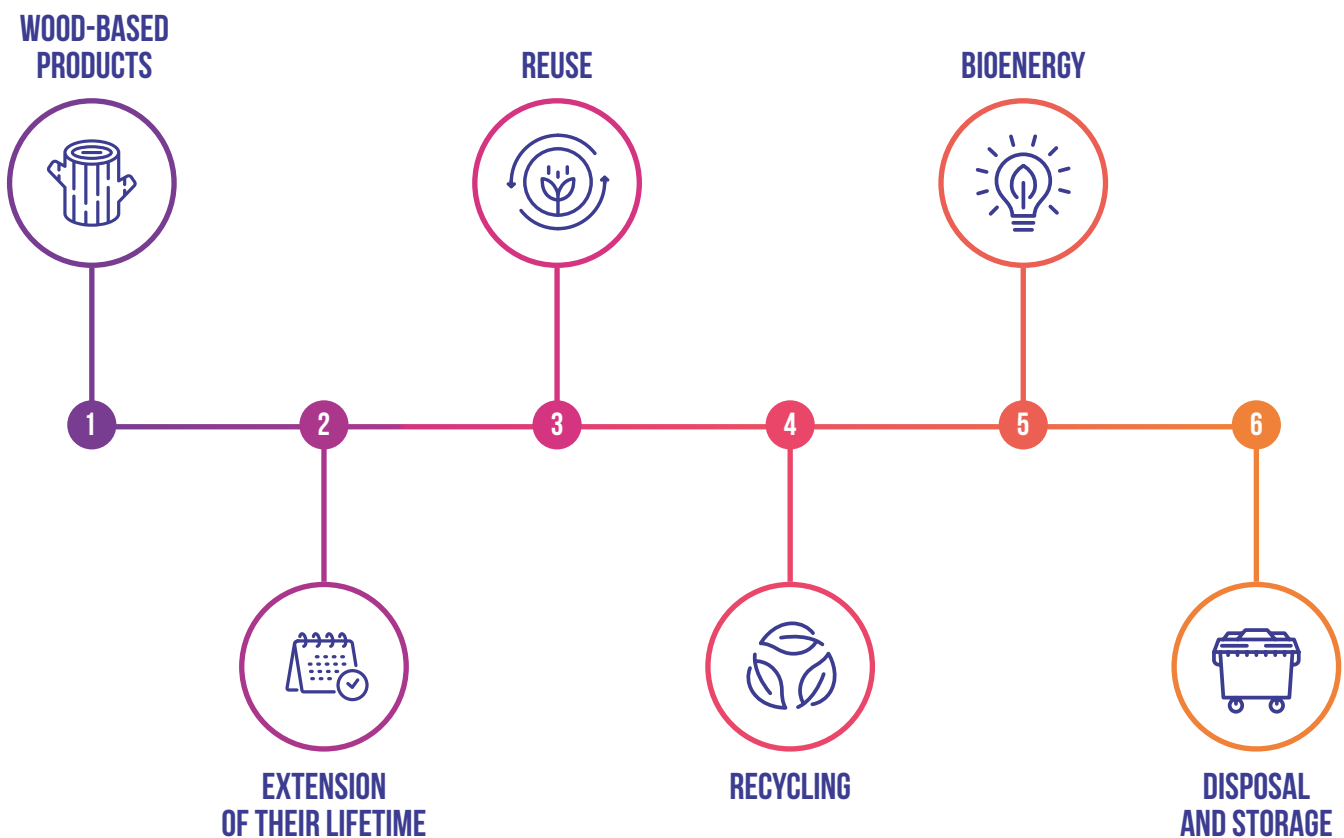 WOOD-BASED
PRODUCTS
REUSE
BIOENERGY
1
2
3
4
5
6
EXTENSION
OF THEIR LIFETIME
RECYCLING
DISPOSAL
AND STORAGE